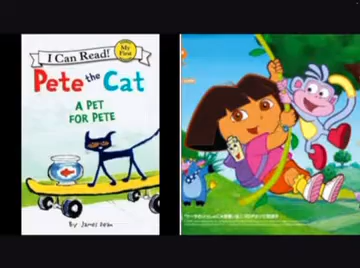 I Can Read!
My First
Pete the Cat
A PET
FOR PETE
By James Dean